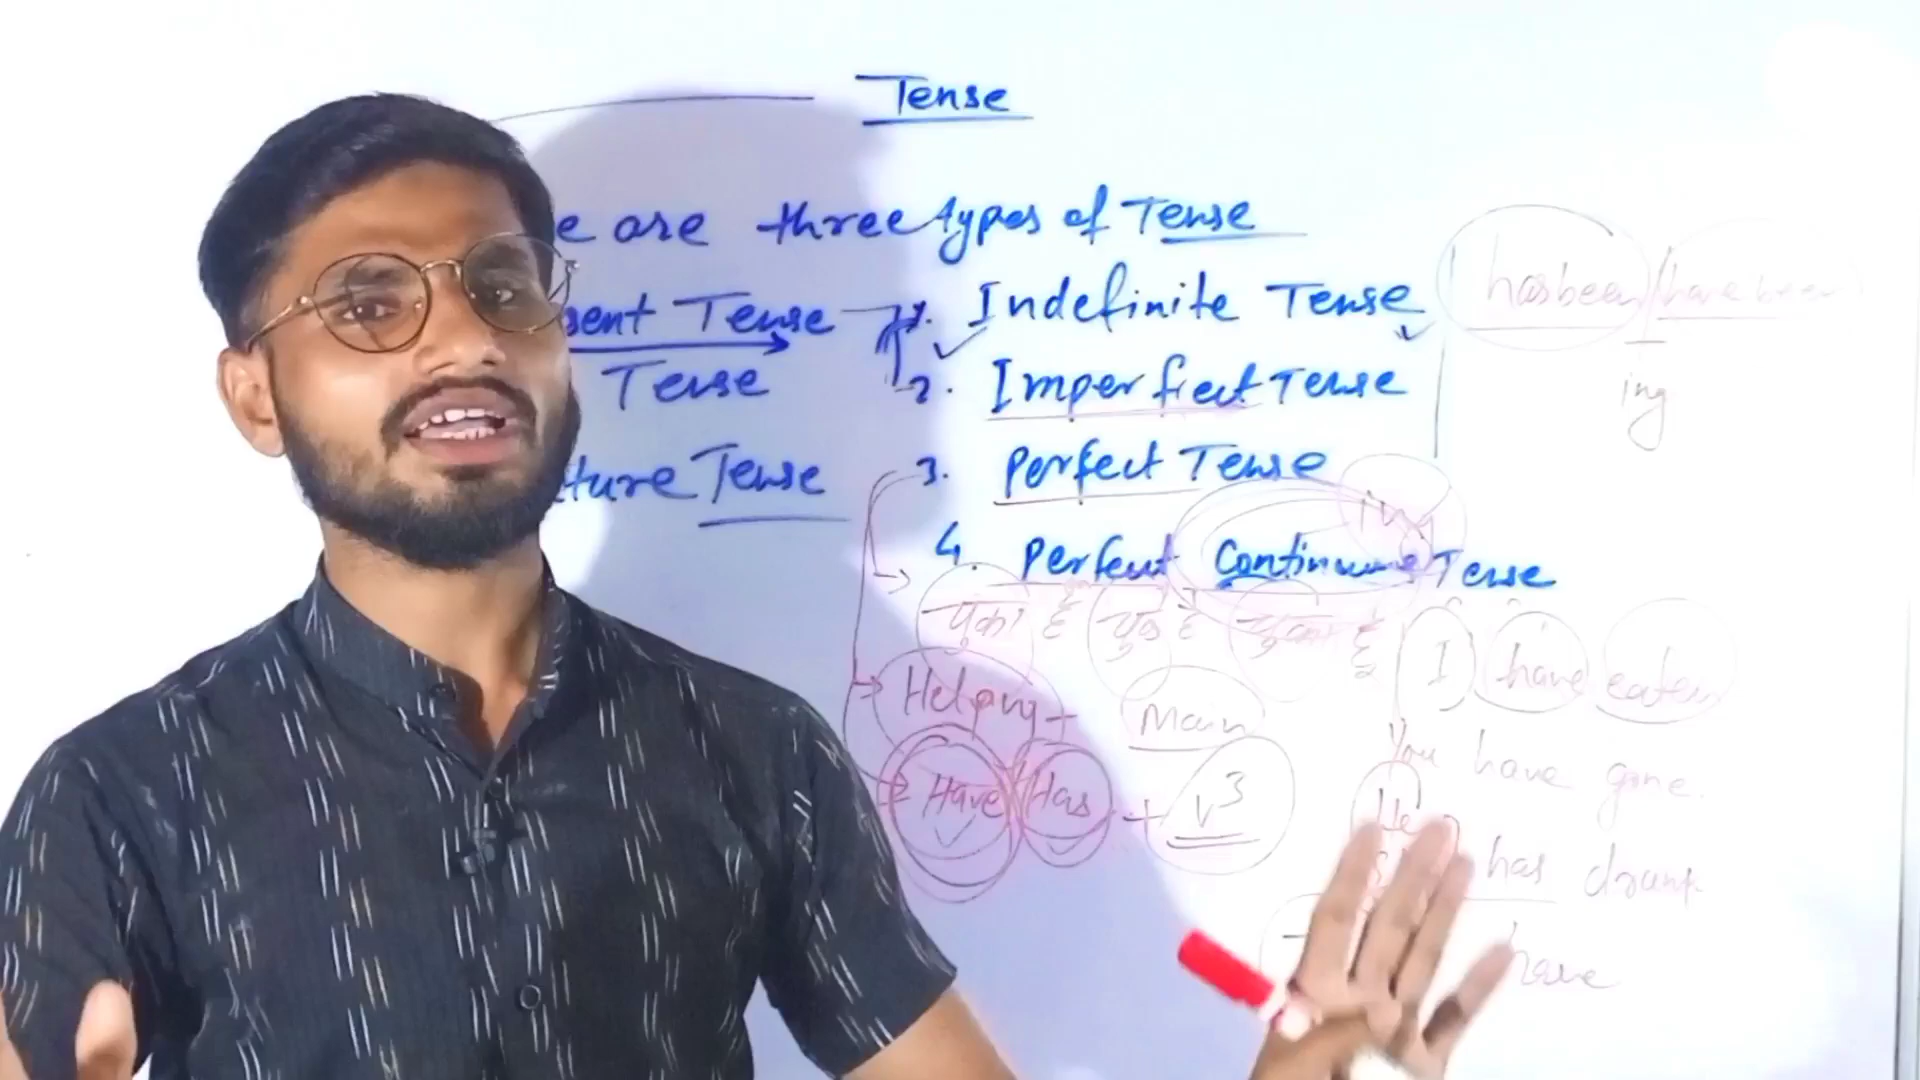 Tense
e are three types of Tense
sent Tense 1. Indefinite Tense
Tense 2. Imperfect Tense
ture Tense 3. Perfect Tense
ing
4. Perfect Continuous Tense
has been / have been
ing
चुका है चुके है चुका है
Helping + Main
Have / Has + V3
I have eaten
You have gone.
He
has drunk
have